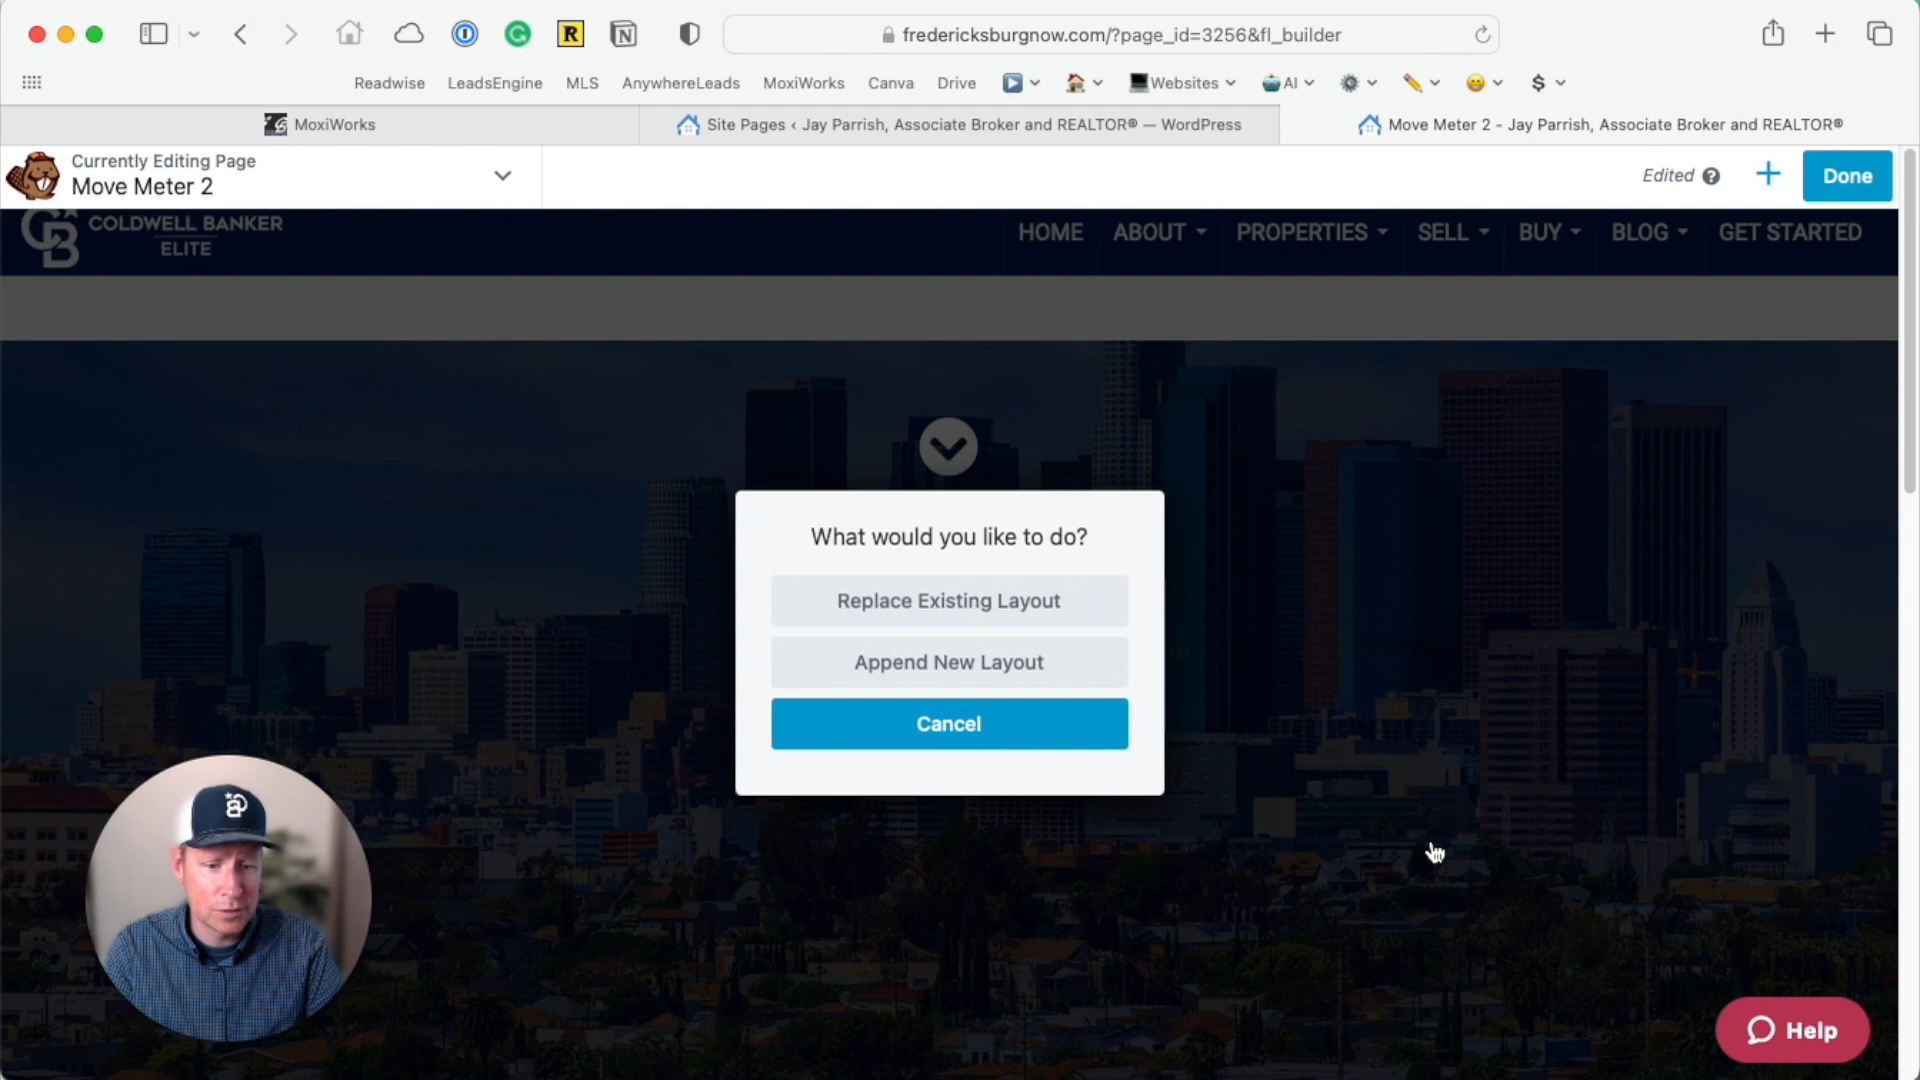 fredericksburgnow.com/?page_id=3256&fl_builder
Readwise
LeadsEngine
MLS
AnywhereLeads
MoxiWorks
Canva
Drive
Websites
AI
$
MoxiWorks
Site Pages ‹ Jay Parrish, Associate Broker and REALTOR® — WordPress
Move Meter 2 - Jay Parrish, Associate Broker and REALTOR®
Currently Editing Page
Move Meter 2
Edited
Done
COLDWELL BANKER
ELITE
HOME
ABOUT
PROPERTIES
SELL
BUY
BLOG
GET STARTED
What would you like to do?
Replace Existing Layout
Append New Layout
Cancel
Help